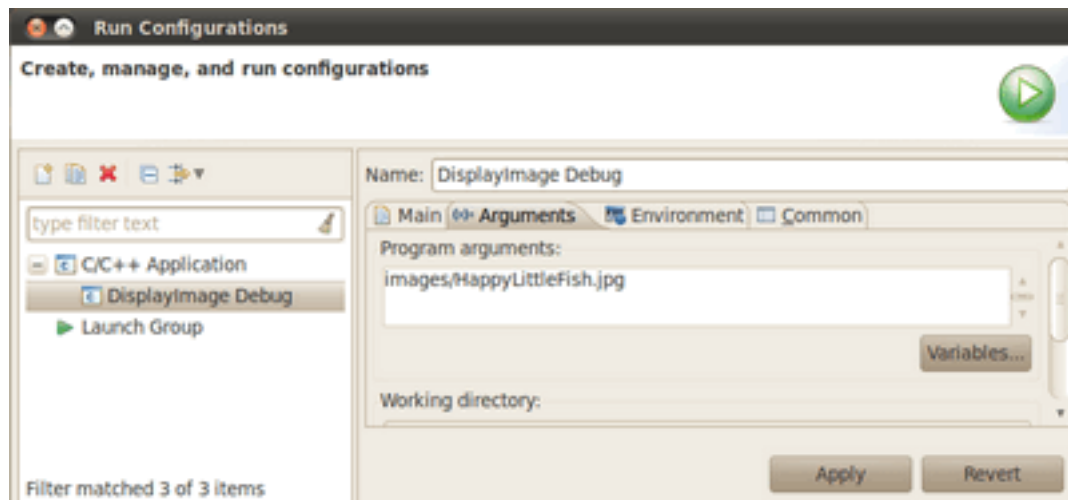 Run Configurations
Create, manage, and run configurations
type filter text
C/C++ Application
DisplayImage Debug
Launch Group
Filter matched 3 of 3 items
Name: DisplayImage Debug
Main Arguments Environment Common
Program arguments:
images/HappyLittleFish.jpg
Variables...
Working directory:
Apply Revert